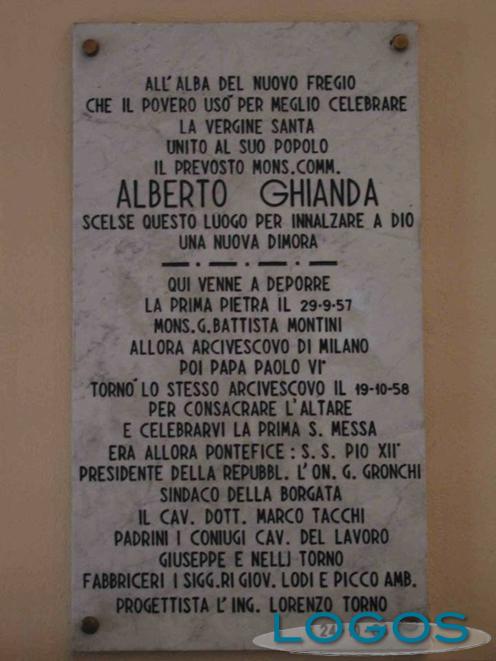 ALL'ALBA DEL NUOVO FREGIO
CHE IL POVERO USÒ PER MEGLIO CELEBRARE
LA VERGINE SANTA
UNITO AL SUO POPOLO
IL PREVOSTO MONS.COMM.
ALBERTO GHIANDA
SCELSE QUESTO LUOGO PER INNALZARE A DIO
UNA NUOVA DIMORA
QUI VENNE A DEPORRE
LA PRIMA PIETRA IL 29-9-57
MONS.G.BATTISTA MONTINI
ALLORA ARCIVESCOVO DI MILANO
POI PAPA PAOLO VI°
TORNÒ LO STESSO ARCIVESCOVO IL 19-10-58
PER CONSACRARE L'ALTARE
E CELEBRARVI LA PRIMA S. MESSA
ERA ALLORA PONTEFICE : S. S. PIO XII°
PRESIDENTE DELLA REPUBBL. L'ON. G. GRONCHI
SINDACO DELLA BORGATA
IL CAV. DOTT. MARCO TACCHI
PADRINI I CONIUGI CAV. DEL LAVORO
GIUSEPPE E NELLJ TORNO
FABBRICERI I SIGG.RI GIOV. LODI E PICCO AMB.
PROGETTISTA L'ING. LORENZO TORNO
LOGOS